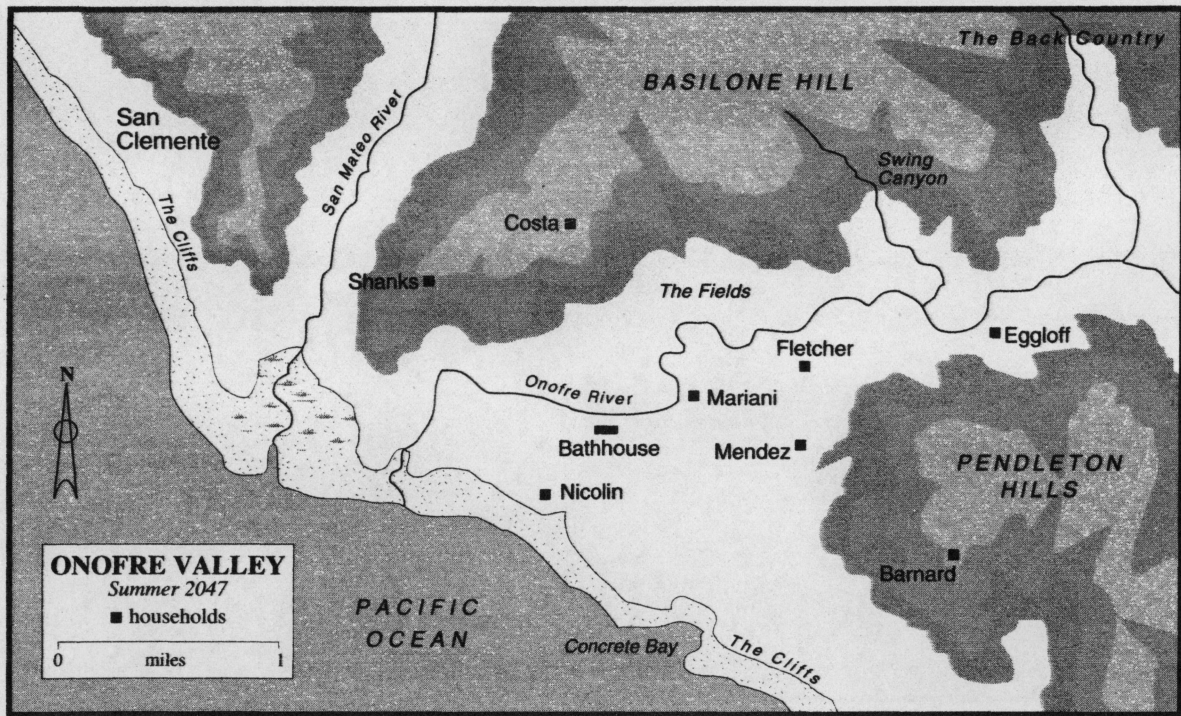 The Back Country
BASILONE HILL
San
Clemente
San Mateo River
Swing
Canyon
The Cliffs
Costa
Shanks
The Fields
Eggloff
Fletcher
Onofre River
Mariani
N
Bathhouse
Mendez
PENDLETON
HILLS
Nicolin
ONOFRE VALLEY
Summer 2047
households
0 miles 1
Barnard
PACIFIC
OCEAN
Concrete Bay
The Cliffs